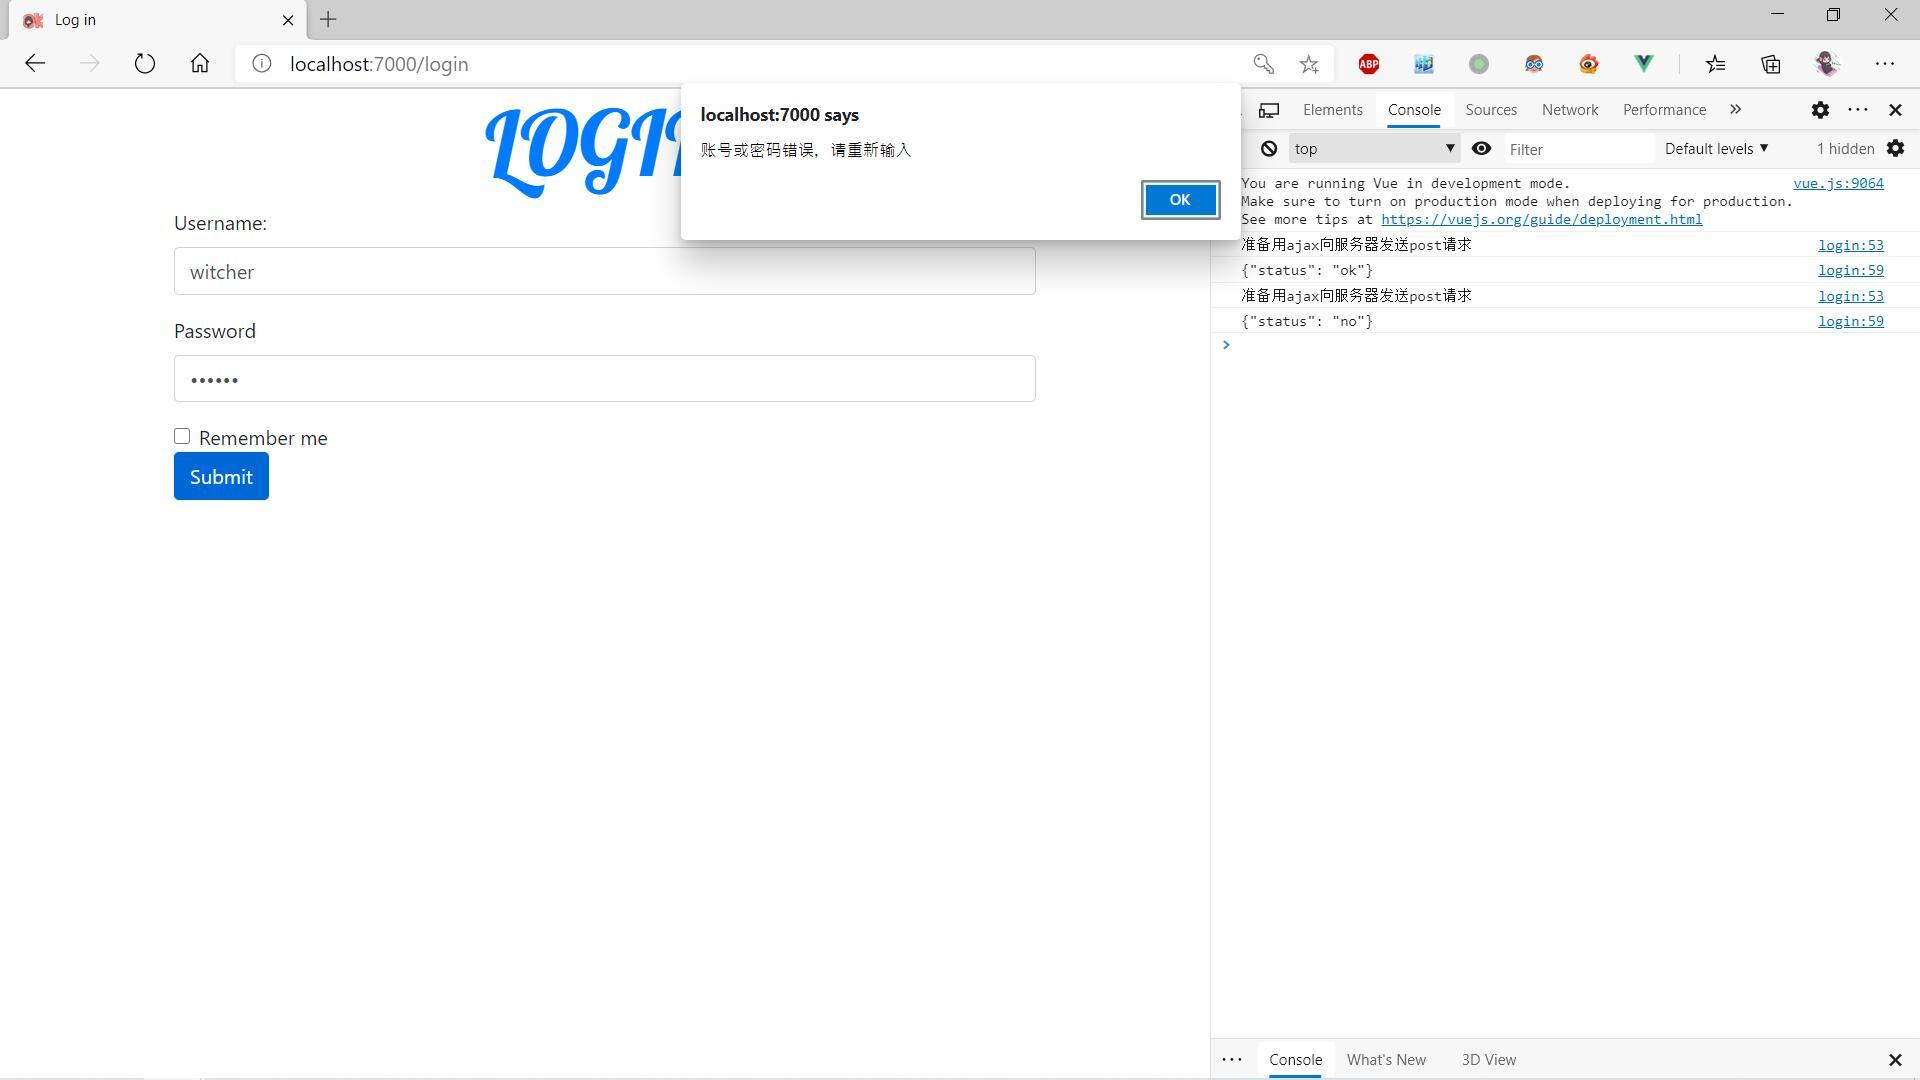 Log in
localhost:7000/login
ABP
LOGI
localhost:7000 says
账号或密码错误，请重新输入
OK
Username:
witcher
Password
••••••
Remember me
Submit
Elements Console Sources Network Performance
top Filter Default levels 1 hidden
You are running Vue in development mode. vue.js:9064
Make sure to turn on production mode when deploying for production.
See more tips at https://vuejs.org/guide/deployment.html
准备用ajax向服务器发送post请求 login:53
{"status": "ok"} login:59
准备用ajax向服务器发送post请求 login:53
{"status": "no"} login:59
Console What's New 3D View